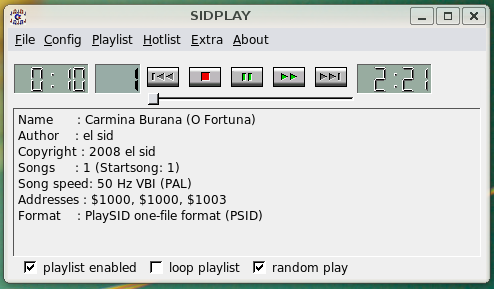 SIDPLAY
File Config Playlist Hotlist Extra About
0:10 1 2:21
Name : Carmina Burana (O Fortuna)
Author : el sid
Copyright : 2008 el sid
Songs : 1 (Startsong: 1)
Song speed: 50 Hz VBI (PAL)
Addresses : $1000, $1000, $1003
Format : PlaySID one-file format (PSID)
playlist enabled loop playlist random play